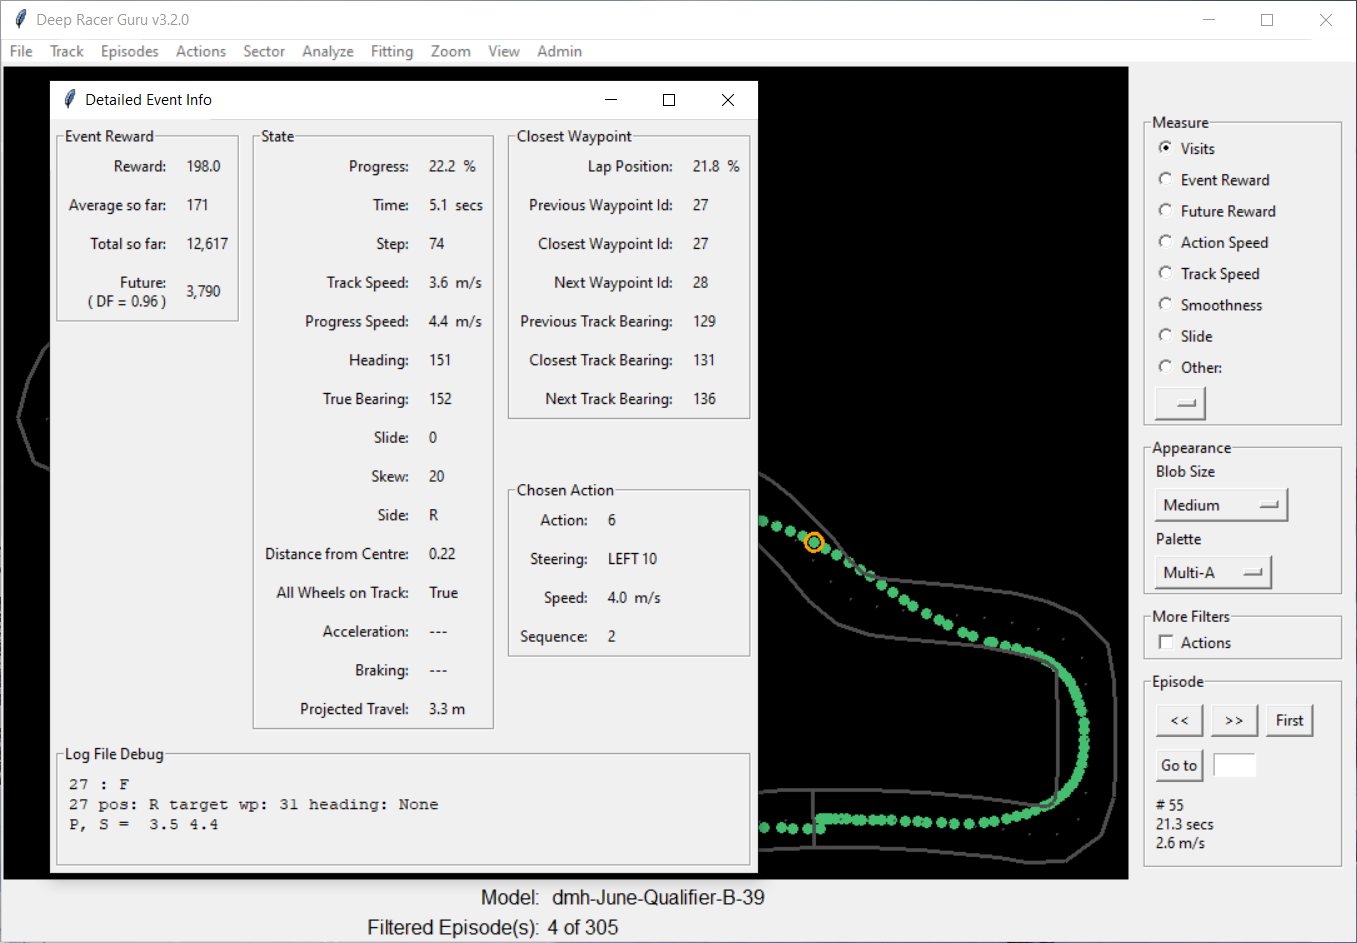 Deep Racer Guru v3.2.0
File Track Episodes Actions Sector Analyze Fitting Zoom View Admin
Detailed Event Info
Event Reward
Reward: 198.0
Average so far: 171
Total so far: 12,617
Future:
( DF = 0.96 ) 3,790
State
Progress: 22.2 %
Time: 5.1 secs
Step: 74
Track Speed: 3.6 m/s
Progress Speed: 4.4 m/s
Heading: 151
True Bearing: 152
Slide: 0
Skew: 20
Side: R
Distance from Centre: 0.22
All Wheels on Track: True
Acceleration: ---
Braking: ---
Projected Travel: 3.3 m
Closest Waypoint
Lap Position: 21.8 %
Previous Waypoint Id: 27
Closest Waypoint Id: 27
Next Waypoint Id: 28
Previous Track Bearing: 129
Closest Track Bearing: 131
Next Track Bearing: 136
Chosen Action
Action: 6
Steering: LEFT 10
Speed: 4.0 m/s
Sequence: 2
Log File Debug
27 : F
27 pos: R target wp: 31 heading: None
P, S = 3.5 4.4
Measure
Visits
Event Reward
Future Reward
Action Speed
Track Speed
Smoothness
Slide
Other:
Appearance
Blob Size
Medium
Palette
Multi-A
More Filters
Actions
Episode
<< >> First
Go to
# 55
21.3 secs
2.6 m/s
Model: dmh-June-Qualifier-B-39
Filtered Episode(s): 4 of 305